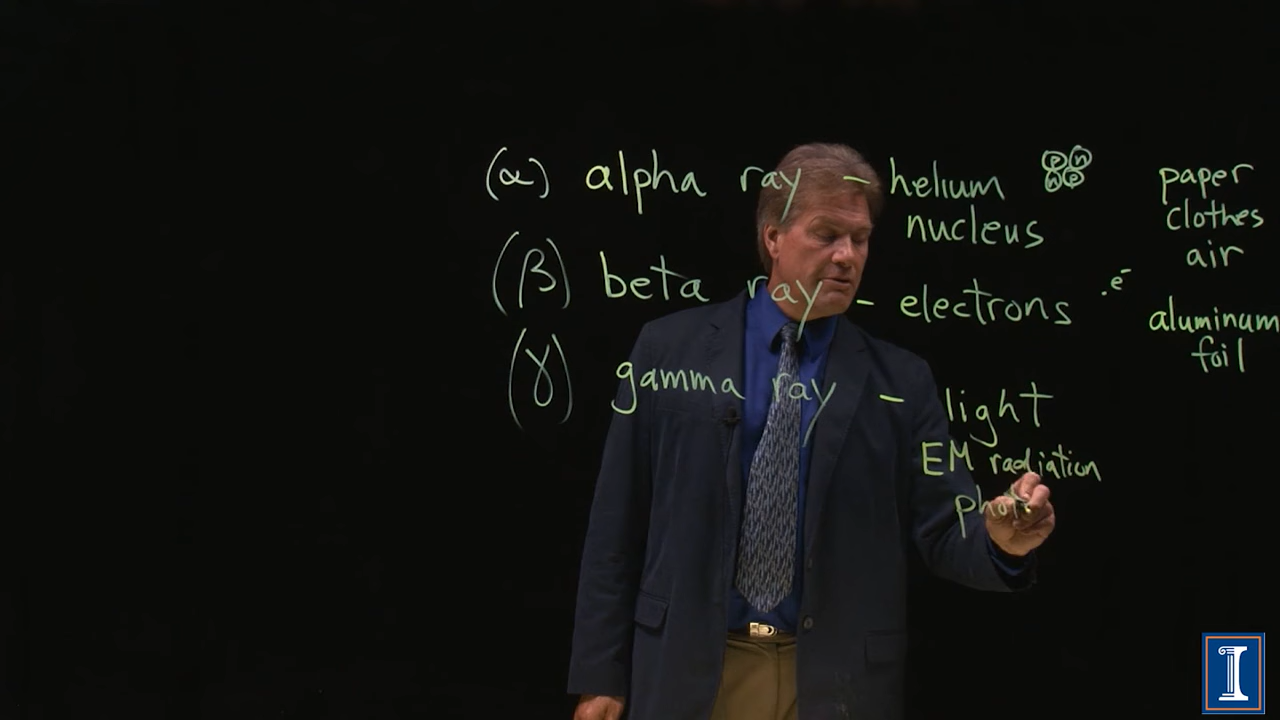 (α) alpha ray – helium
nucleus
p n
n p
paper
clothes
air
(β) beta ray – electrons
.e⁻
aluminum
foil
(γ) gamma ray – light
EM radiation